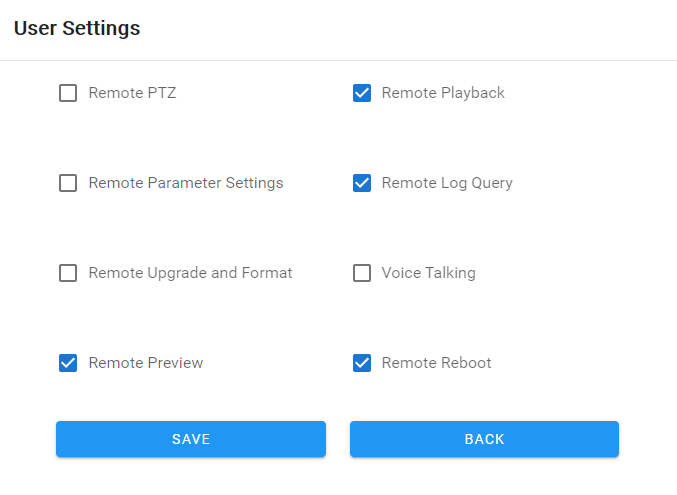 User Settings
Remote PTZ
Remote Playback
Remote Parameter Settings
Remote Log Query
Remote Upgrade and Format
Voice Talking
Remote Preview
Remote Reboot
SAVE
BACK